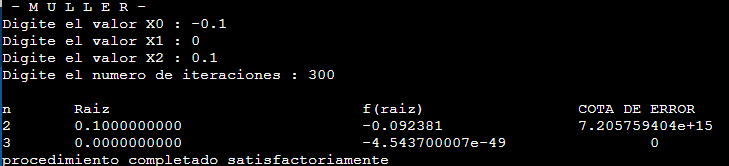 - M U L L E R -
Digite el valor X0 : -0.1
Digite el valor X1 : 0
Digite el valor X2 : 0.1
Digite el numero de iteraciones : 300
n Raiz f(raiz) COTA DE ERROR
2 0.1000000000 -0.092381 7.205759404e+15
3 0.0000000000 -4.543700007e-49 0
procedimiento completado satisfactoriamente